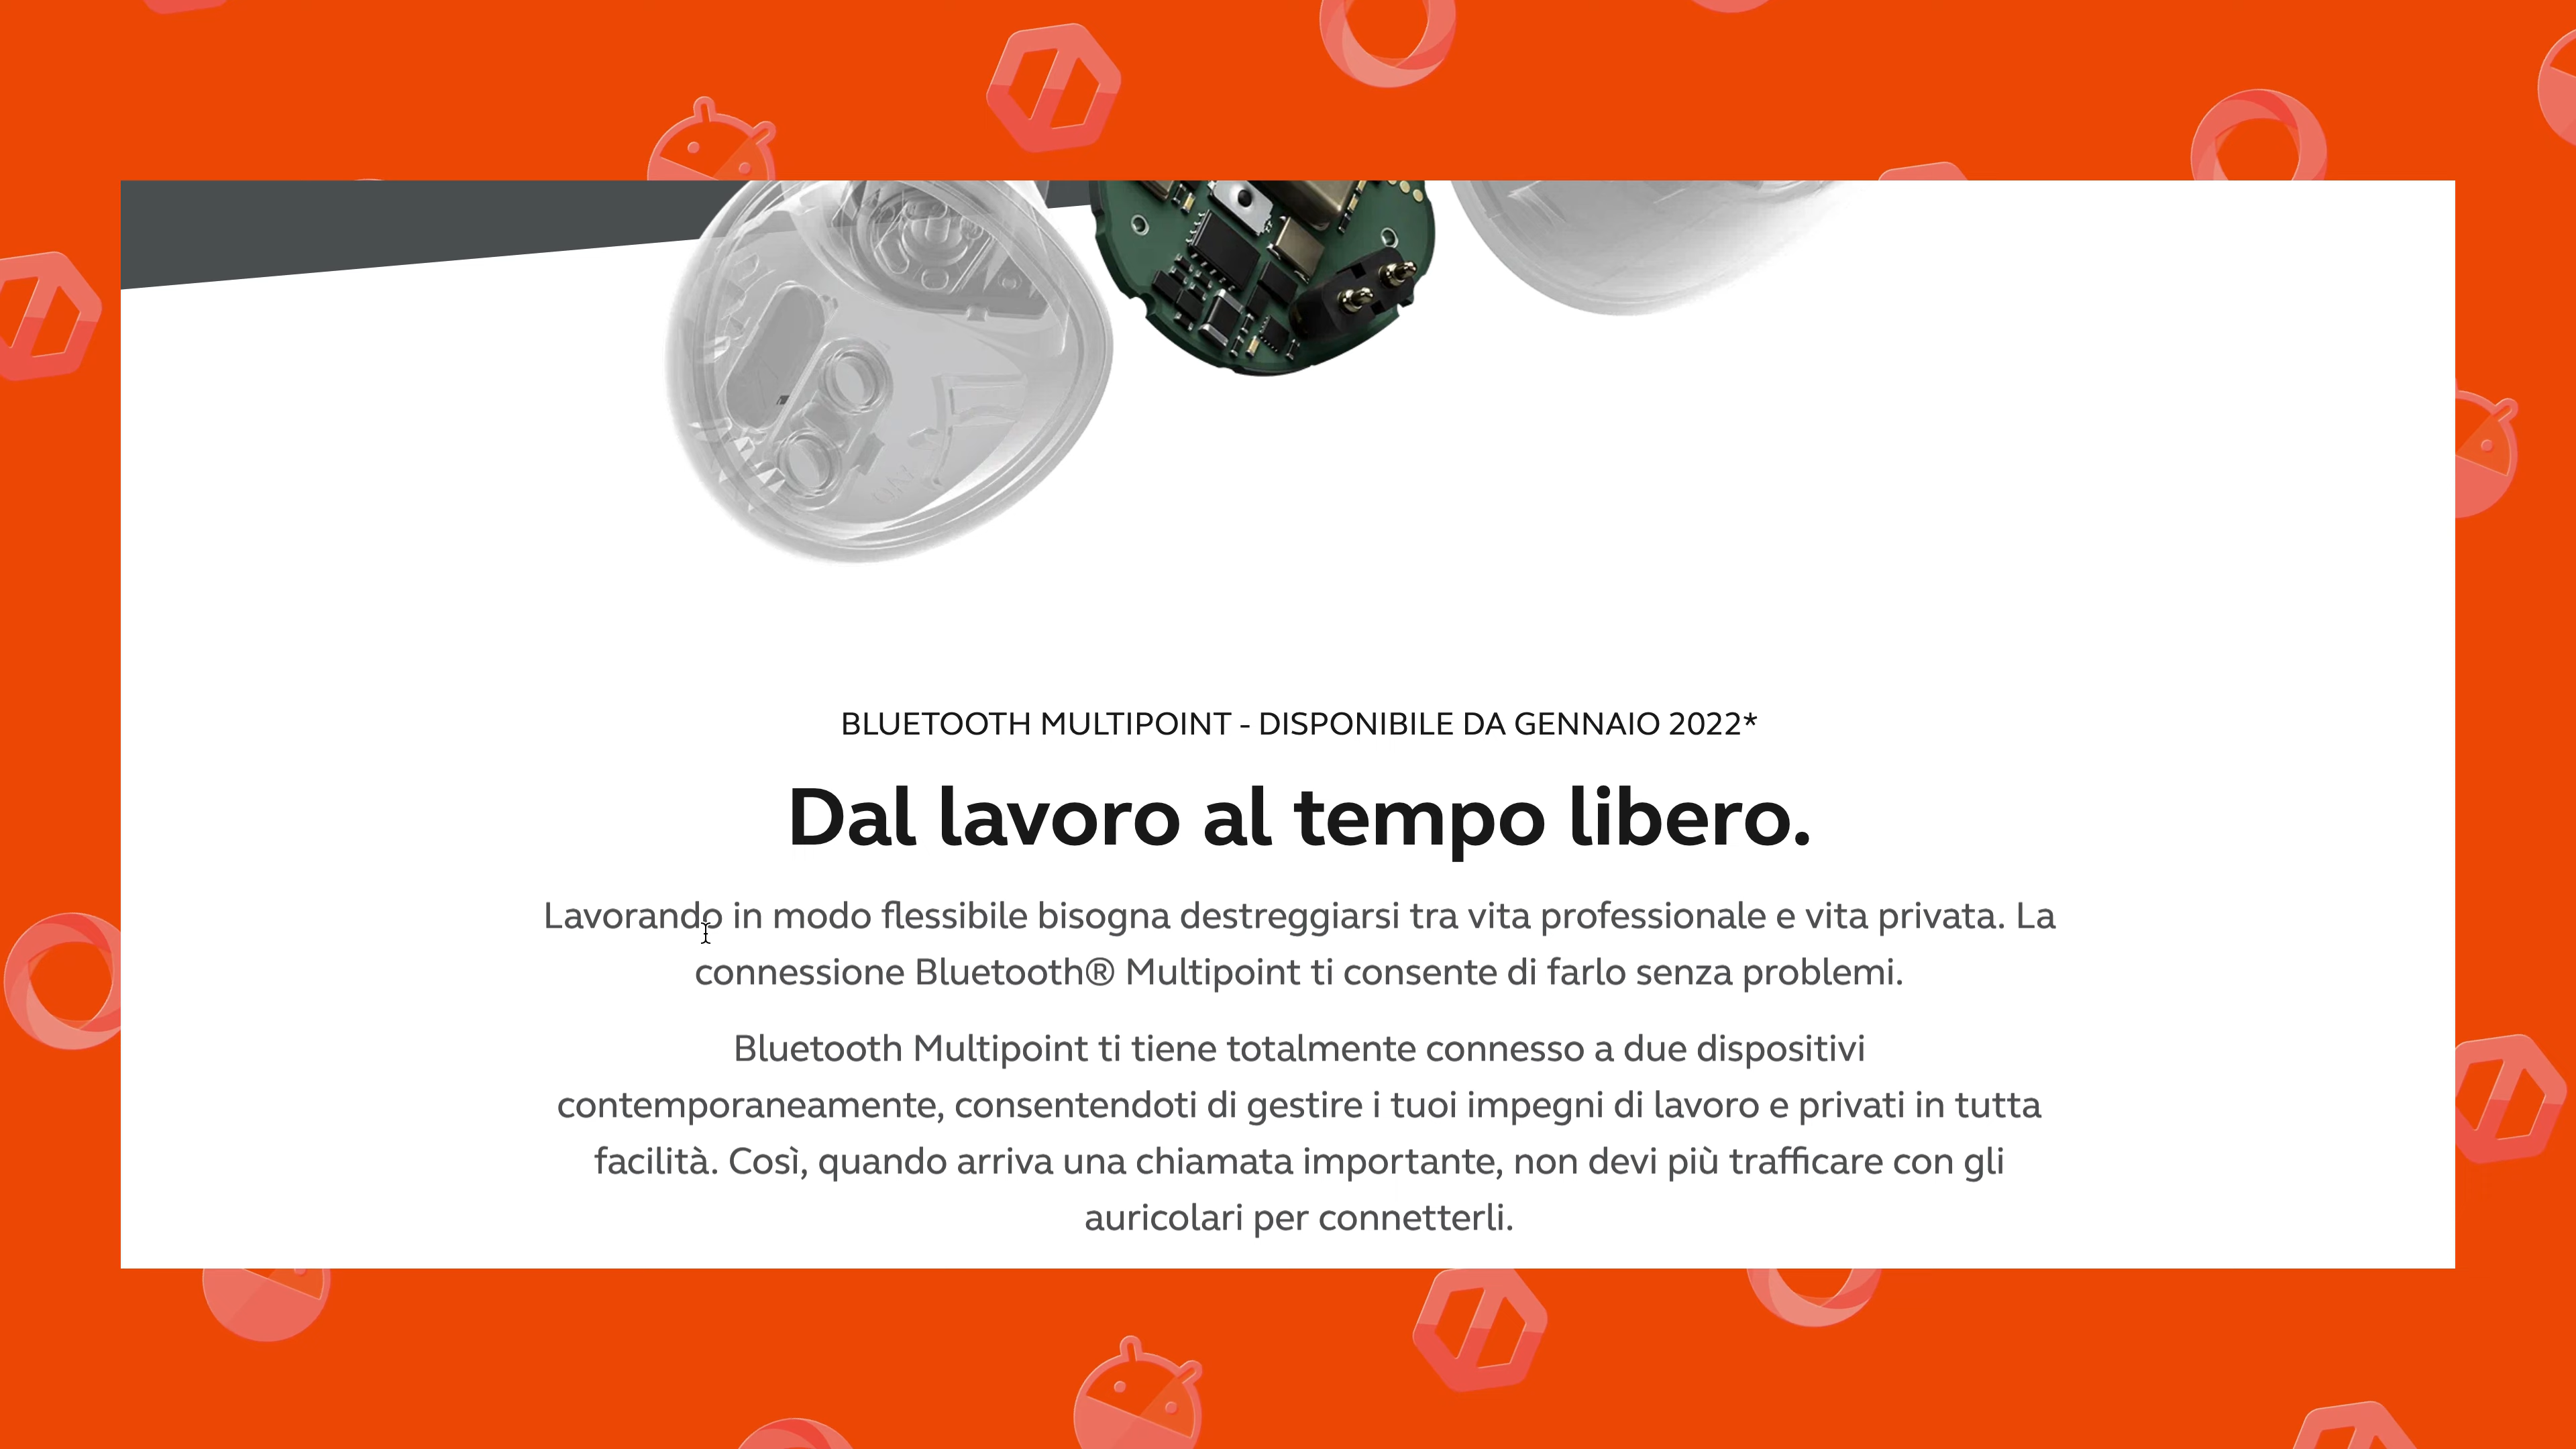 BLUETOOTH MULTIPOINT - DISPONIBILE DA GENNAIO 2022*
Dal lavoro al tempo libero.
Lavorando in modo flessibile bisogna destreggiarsi tra vita professionale e vita privata. La
connessione Bluetooth® Multipoint ti consente di farlo senza problemi.
Bluetooth Multipoint ti tiene totalmente connesso a due dispositivi
contemporaneamente, consentendoti di gestire i tuoi impegni di lavoro e privati in tutta
facilità. Così, quando arriva una chiamata importante, non devi più trafficare con gli
auricolari per connetterli.